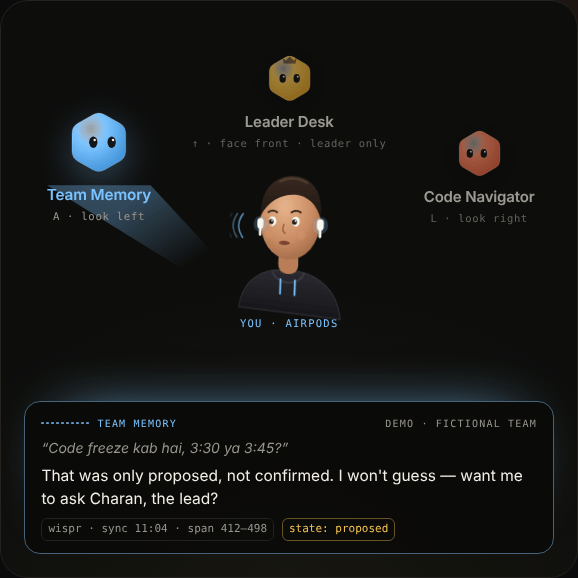 Leader Desk
↑ · face front · leader only
Team Memory
A · look left
Code Navigator
L · look right
YOU · AIRPODS
TEAM MEMORY
DEMO · FICTIONAL TEAM
“Code freeze kab hai, 3:30 ya 3:45?”
That was only proposed, not confirmed. I won't guess — want me
to ask Charan, the lead?
wispr · sync 11:04 · span 412–498
state: proposed